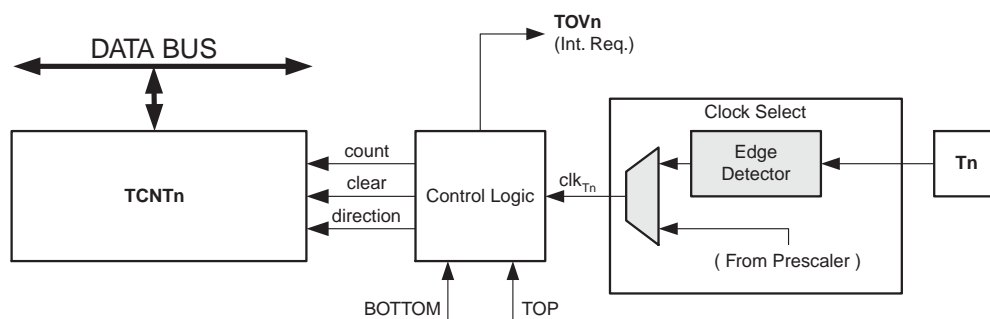 TOVn
(Int. Req.)
DATA BUS
Clock Select
count
Edge
Detector
Tn
TCNTn
clear
Control Logic
clkTn
direction
( From Prescaler )
BOTTOM
TOP